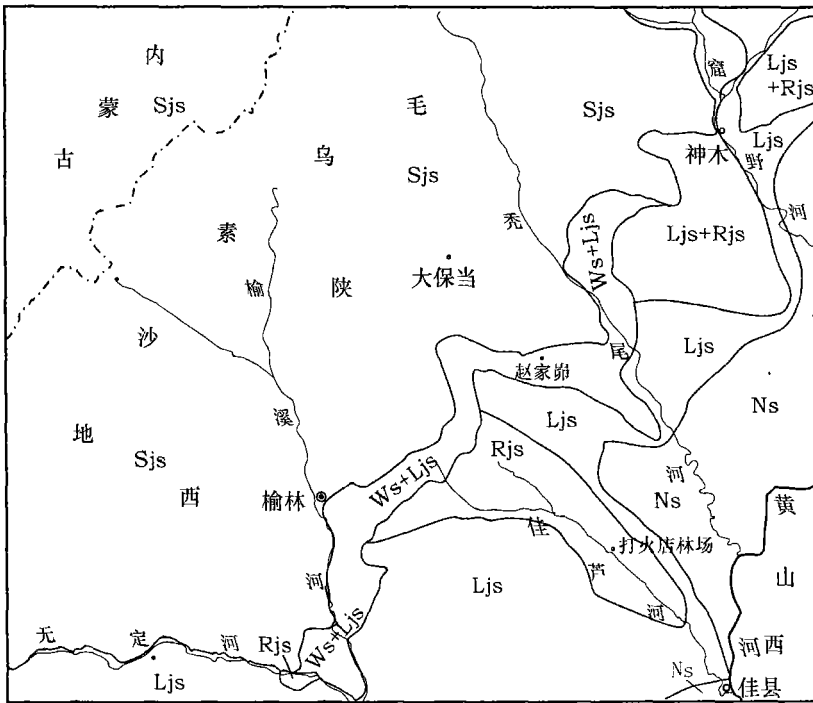 内
蒙
古
Sjs
毛
乌
素
沙
地
Sjs
Sjs
Sjs
陕
西
大保当
榆
溪
河
榆林
秃
尾
河
窟
野
河
神木
Ljs
+Rjs
Ljs
Ljs+Rjs
Ws+Ljs
Ljs
Ns
赵家峁
Ljs
Rjs
Ws+Ljs
Ns
佳
芦
河
打火店林场
Ljs
黄
河
山
西
无
定
河
Rjs
Ws+Ljs
Ljs
Ns
佳县